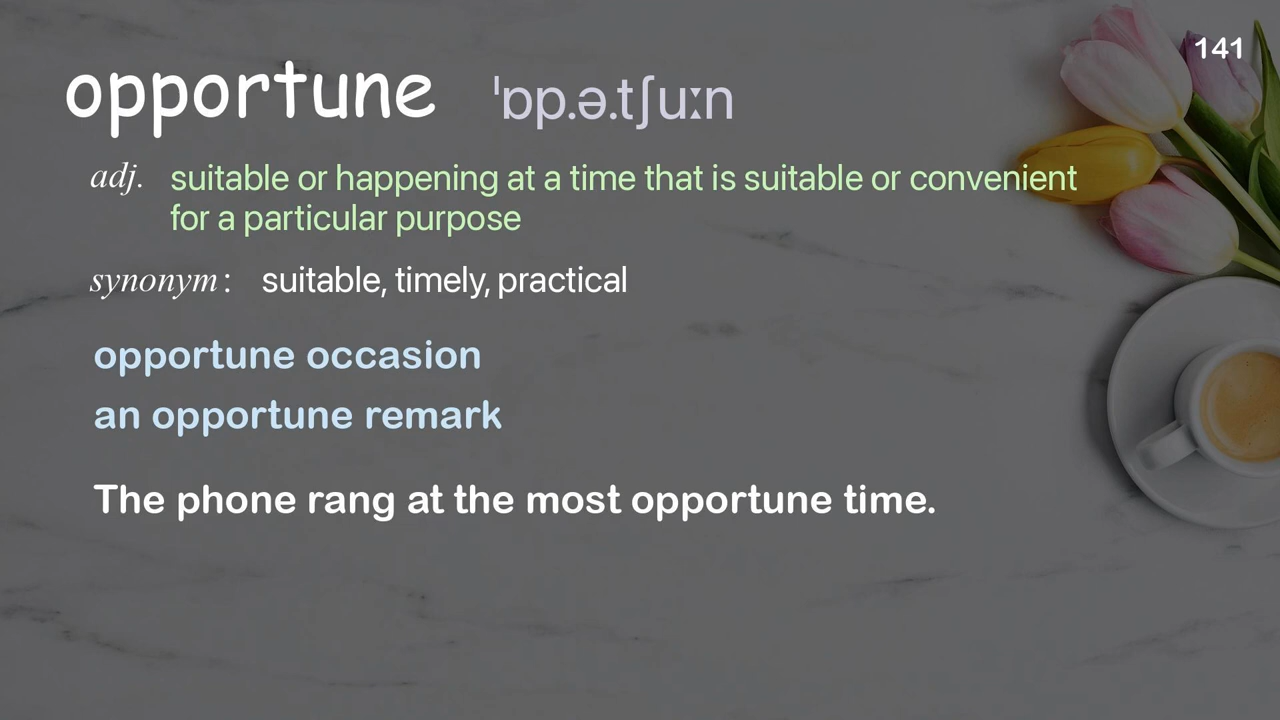 141
opportune ˈɒp.ə.tʃuːn
adj. suitable or happening at a time that is suitable or convenient
for a particular purpose
synonym: suitable, timely, practical
opportune occasion
an opportune remark
The phone rang at the most opportune time.